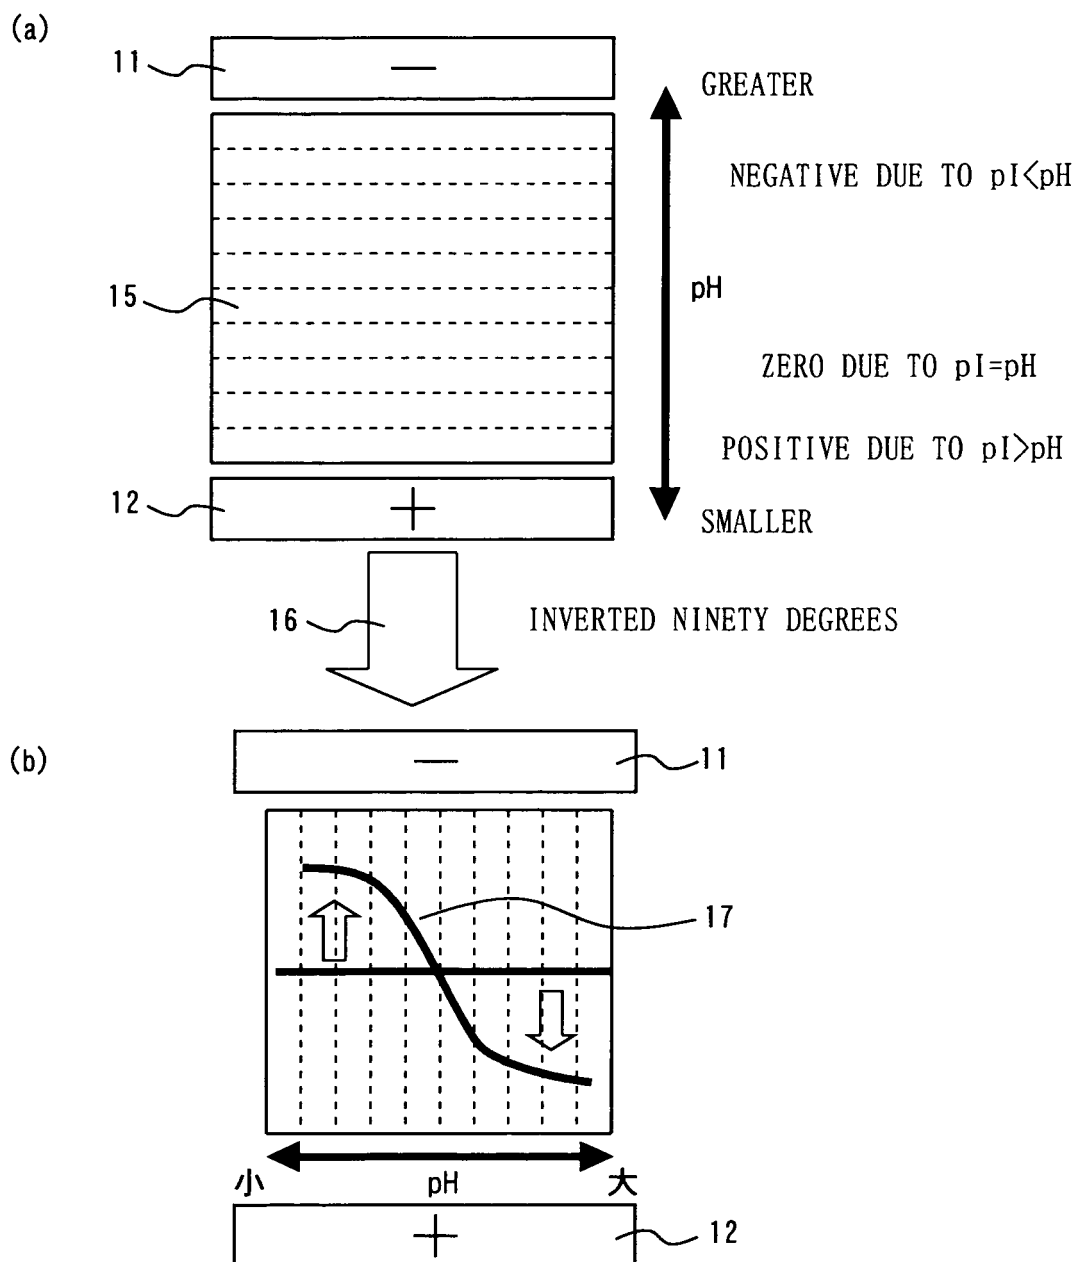 (a)
11
—
GREATER
NEGATIVE DUE TO pI<pH
15
pH
ZERO DUE TO pI=pH
POSITIVE DUE TO pI>pH
12
+
SMALLER
16
INVERTED NINETY DEGREES
(b)
—
11
17
小 pH 大
+
12